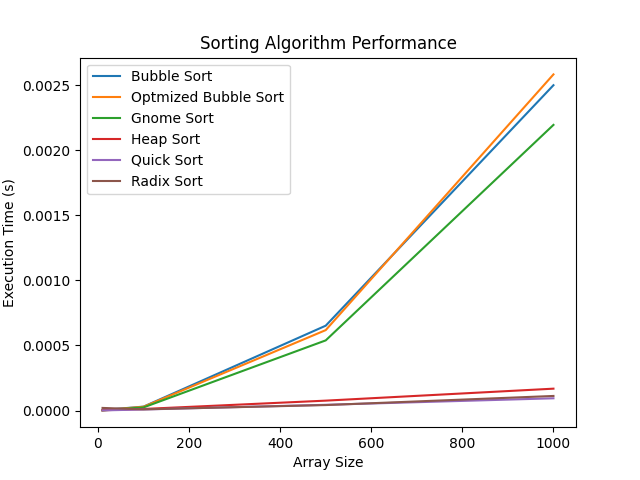 Sorting Algorithm Performance
Bubble Sort
Optmized Bubble Sort
Gnome Sort
Heap Sort
Quick Sort
Radix Sort
Execution Time (s)
0.0025
0.0020
0.0015
0.0010
0.0005
0.0000
0 200 400 600 800 1000
Array Size